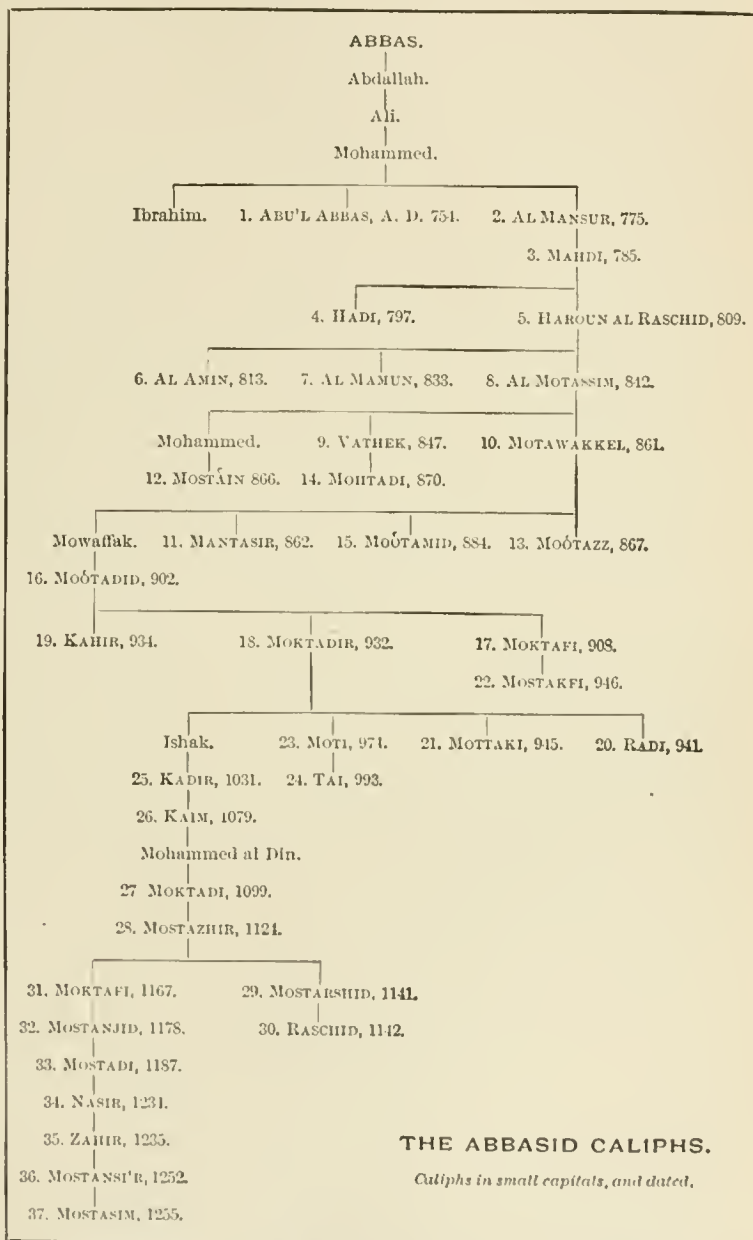 ABBAS.
Abdallah.
Ali.
Mohammed.
Ibrahim. 1. ABU'L ABBAS, A. D. 754. 2. AL MANSUR, 775.
3. MAHDI, 785.
4. HADI, 797. 5. HAROUN AL RASCHID, 809.
6. AL AMIN, 813. 7. AL MAMUN, 833. 8. AL MOTASSIM, 842.
Mohammed. 9. VATHEK, 847. 10. MOTAWAKKEL, 861.
12. MOSTÁIN 866. 14. MOHTADI, 870.
Mowaffak. 11. MANTASIR, 862. 15. MOÓTAMID, 884. 13. MOÓTAZZ, 867.
16. MOÓTADID, 902.
19. KAHIR, 934. 18. MOKTADIR, 932. 17. MOKTAFI, 908.
22. MOSTAKFI, 946.
Ishak. 23. MOTI, 974. 21. MOTTAKI, 945. 20. RADI, 941.
25. KADIR, 1031. 24. TAI, 993.
26. KAIM, 1079.
Mohammed al Din.
27 MOKTADI, 1099.
28. MOSTAZHIR, 1124.
31. MOKTAFI, 1167. 29. MOSTARSHID, 1141.
32. MOSTANJID, 1178. 30. RASCHID, 1142.
33. MOSTADI, 1187.
34. NASIR, 1231.
35. ZAHIR, 1235.
36. MOSTANSI'R, 1252.
37. MOSTASIM, 1255.
THE ABBASID CALIPHS.
Caliphs in small capitals, and dated.